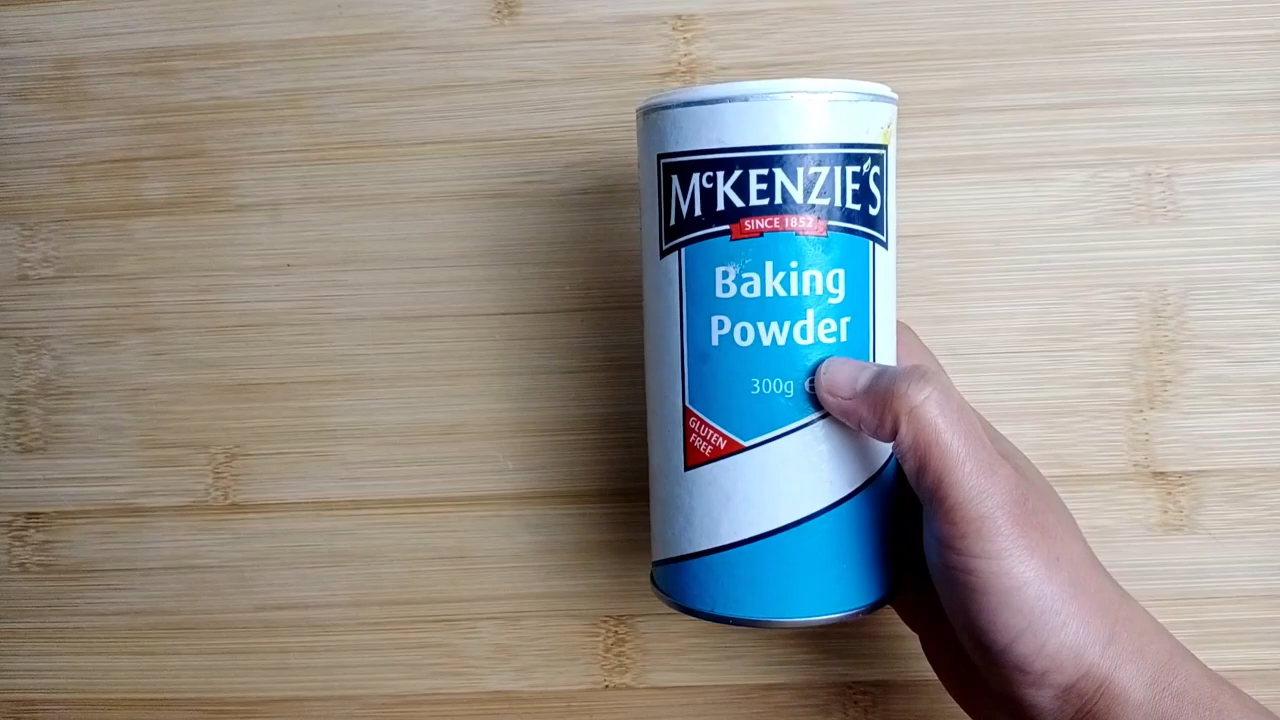 McKENZIE'S
SINCE 1852
Baking
Powder
300g
GLUTEN
FREE